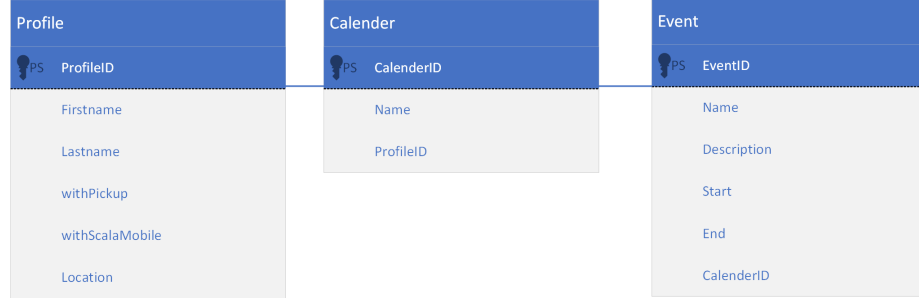 Profile
PS ProfileID
Firstname
Lastname
withPickup
withScalaMobile
Location
Calender
PS CalenderID
Name
ProfileID
Event
PS EventID
Name
Description
Start
End
CalenderID